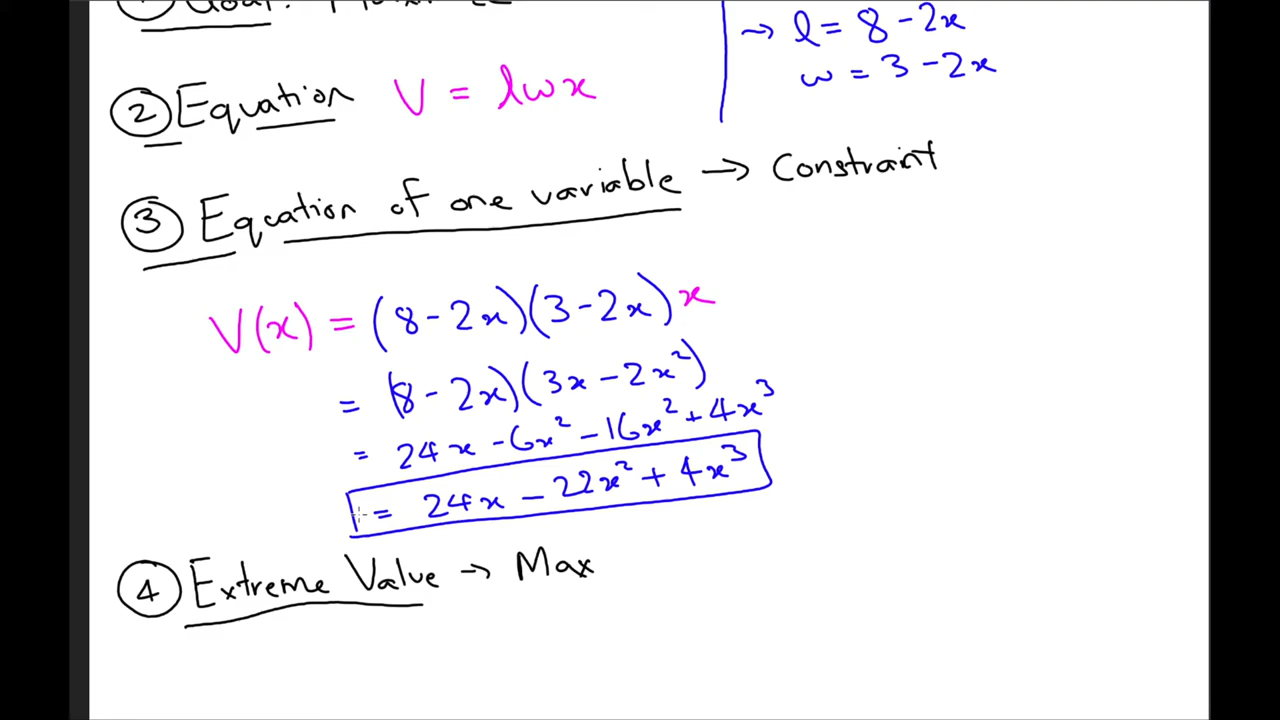 → l = 8 - 2x
w = 3 - 2x
② Equation V = lwx
③ Equation of one variable → Constraint
V(x) = (8 - 2x)(3 - 2x)x
= (8 - 2x)(3x - 2x²)
= 24x - 6x² - 16x² + 4x³
= 24x - 22x² + 4x³
④ Extreme Value → Max